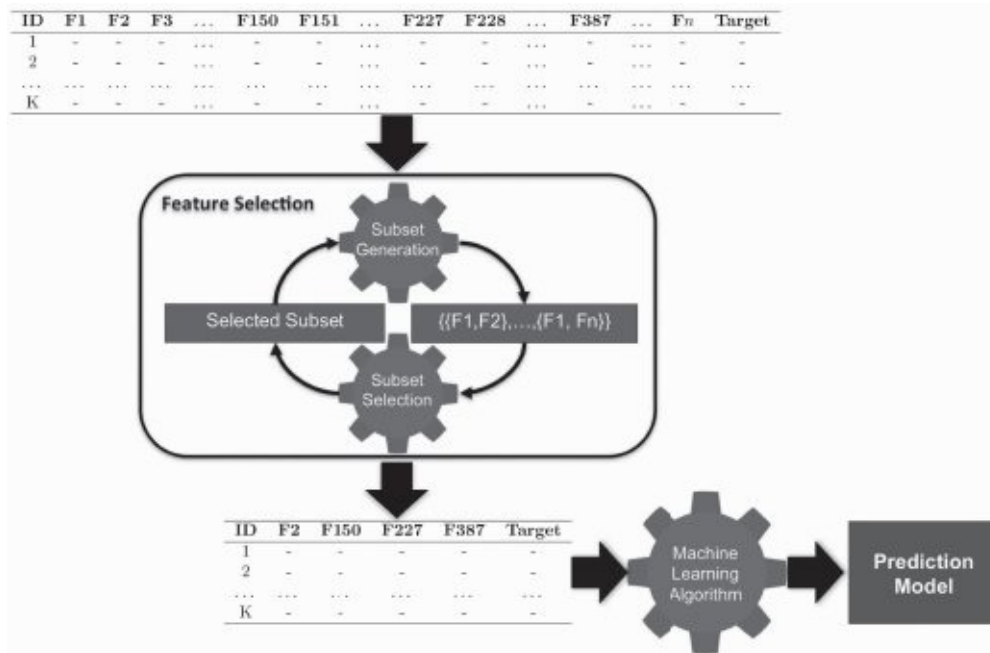 ID F1 F2 F3 ... F150 F151 ... F227 F228 ... F387 ... Fn Target
1 - - - ... - - ... - - ... - ... - -
2 - - - ... - - ... - - ... - ... - -
... ... ... ... ... ... ... ... ... ... ... ... ... ... ...
K - - - ... - - ... - - ... - ... - -
Feature Selection
Subset
Generation
Selected Subset
{{F1,F2},...,{F1, Fn}}
Subset
Selection
ID F2 F150 F227 F387 Target
1 - - - - -
2 - - - - -
... ... ... ... ... ...
K - - - - -
Machine
Learning
Algorithm
Prediction
Model